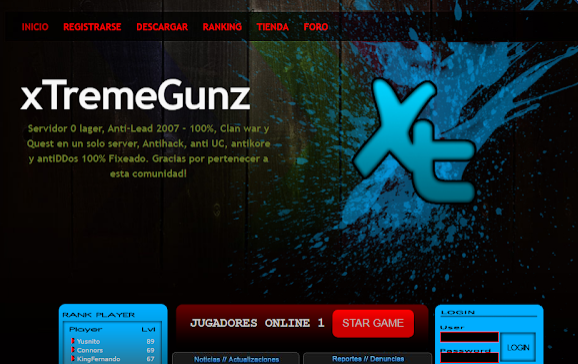 INICIO REGISTRARSE DESCARGAR RANKING TIENDA FORO
xTremeGunz
Servidor 0 lager, Anti-Lead 2007 - 100%, Clan war y
Quest en un solo server, Antihack, anti UC, antikore
y antiDDos 100% Fixeado. Gracias por pertenecer a
esta comunidad!
Xt
RANK PLAYER
Player Lvl
Yusnito 89
Connors 69
KingFernando 67
JUGADORES ONLINE 1 STAR GAME
Noticias // Actualizaciones
Reportes // Denuncias
LOGIN
User
Password
LOGIN